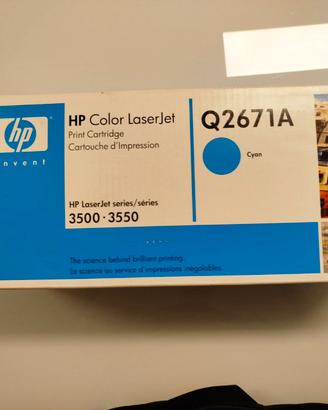 hp
invent
HP Color LaserJet
Print Cartridge
Cartouche d'Impression
HP LaserJet series/séries
3500 · 3550
Q2671A
Cyan
The science behind brilliant printing.
La science au service d'impressions inégalables.